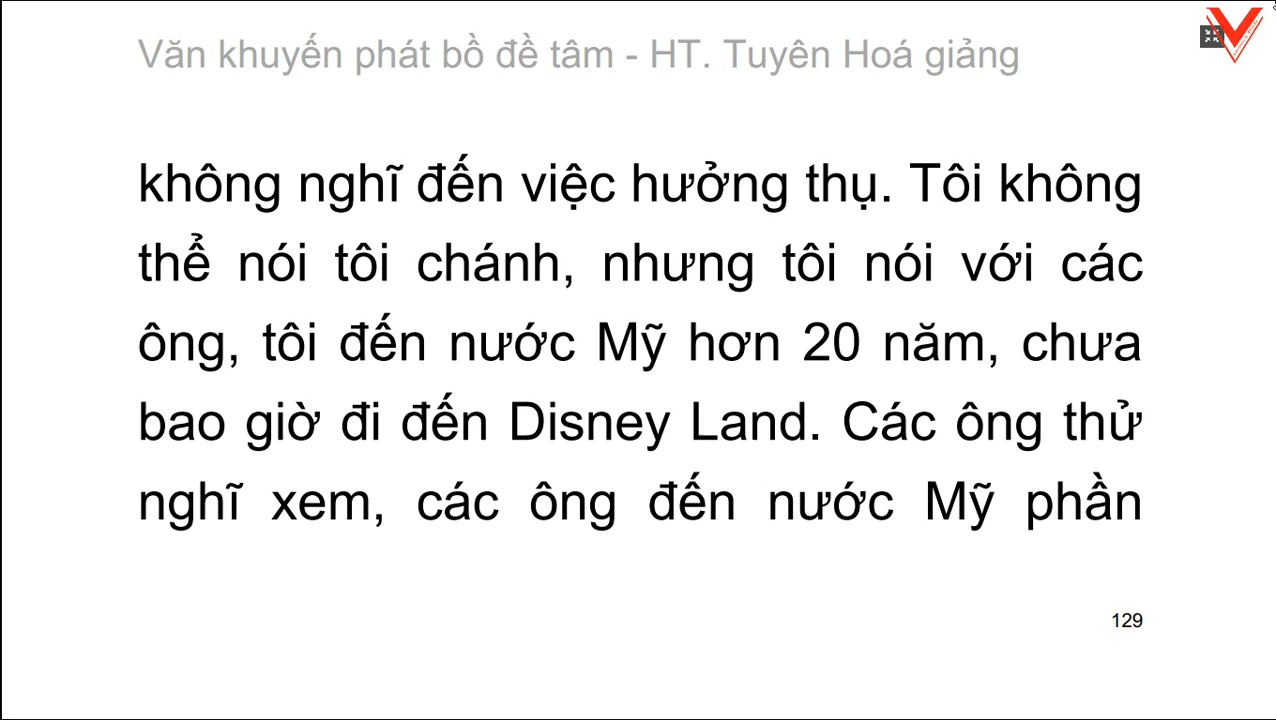 Văn khuyến phát bồ đề tâm - HT. Tuyên Hoá giảng
không nghĩ đến việc hưởng thụ. Tôi không
thể nói tôi chánh, nhưng tôi nói với các
ông, tôi đến nước Mỹ hơn 20 năm, chưa
bao giờ đi đến Disney Land. Các ông thử
nghĩ xem, các ông đến nước Mỹ phần
129